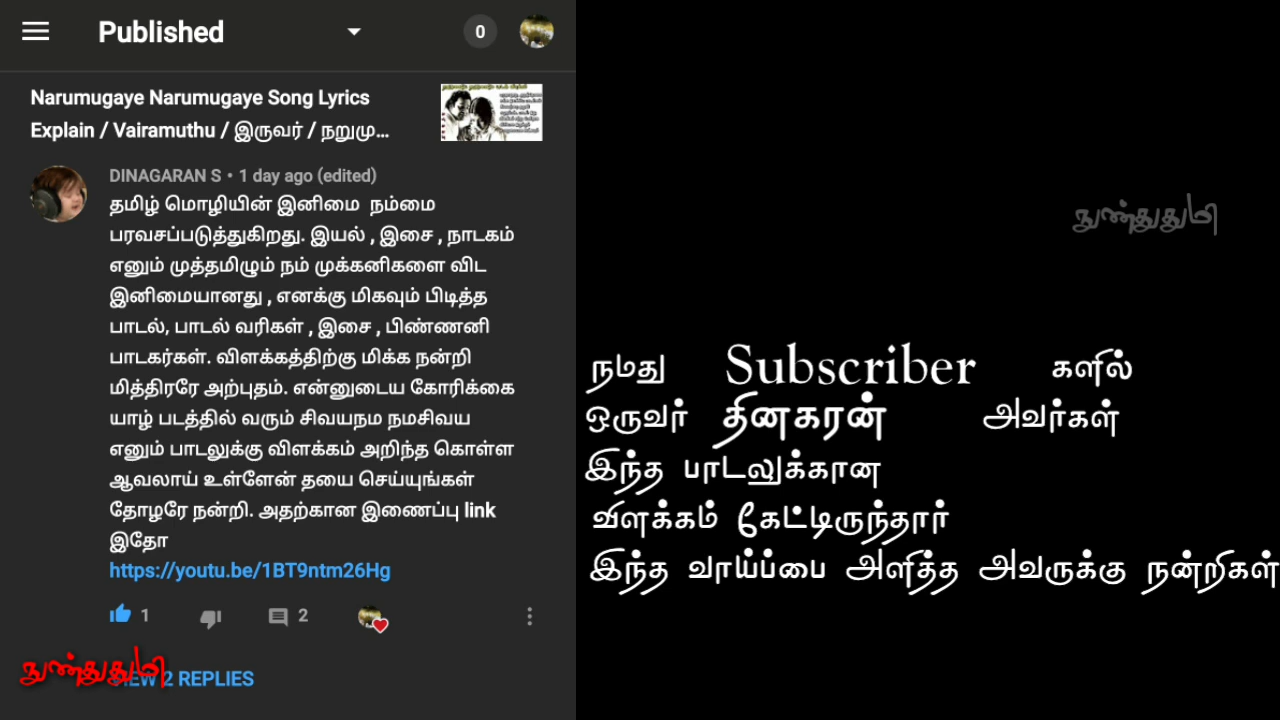 Published
0
Narumugaye Narumugaye Song Lyrics
Explain / Vairamuthu / இருவர் / நறுமு...
DINAGARAN S • 1 day ago (edited)
தமிழ் மொழியின் இனிமை நம்மை
பரவசப்படுத்துகிறது. இயல் , இசை , நாடகம்
எனும் முத்தமிழும் நம் முக்கனிகளை விட
இனிமையானது , எனக்கு மிகவும் பிடித்த
பாடல், பாடல் வரிகள் , இசை , பிண்ணனி
பாடகர்கள். விளக்கத்திற்கு மிக்க நன்றி
மித்திரரே அற்புதம். என்னுடைய கோரிக்கை
யாழ் படத்தில் வரும் சிவயநம நமசிவய
எனும் பாடலுக்கு விளக்கம் அறிந்த கொள்ள
ஆவலாய் உள்ளேன் தயை செய்யுங்கள்
தோழரே நன்றி. அதற்கான இணைப்பு link
இதோ
https://youtu.be/1BT9ntm26Hg
1 2
VIEW 2 REPLIES
நுண்துதுமி
நுண்துதுமி
நமது Subscriber களில்
ஒருவர் தினகரன் அவர்கள்
இந்த பாடலுக்கான
விளக்கம் கேட்டிருந்தார்
இந்த வாய்ப்பை அளித்த அவருக்கு நன்றிகள்